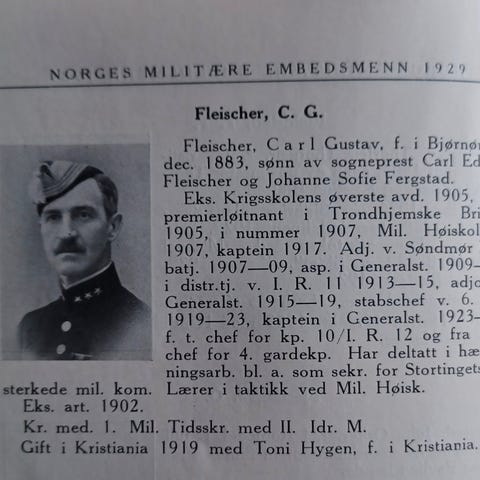 NORGES MILITÆRE EMBEDSMENN 1929
Fleischer, C. G.
Fleischer, Carl Gustav, f. i Bjørnør
dec. 1883, sønn av sogneprest Carl Ed
Fleischer og Johanne Sofie Fergstad.
Eks. Krigsskolens øverste avd. 1905,
premierløitnant i Trondhjemske Bri
1905, i nummer 1907, Mil. Høiskol
1907, kaptein 1917. Adj. v. Søndmør
batj. 1907—09, asp. i Generalst. 1909—
i distr.tj. v. I. R. 11 1913—15, adjo
Generalst. 1915—19, stabschef v. 6.
1919—23, kaptein i Generalst. 1923—
f. t. chef for kp. 10/I. R. 12 og fra
chef for 4. gardekp. Har deltatt i hæ
ningsarb. bl. a. som sekr. for Stortinget
sterkede mil. kom. Lærer i taktikk ved Mil. Høisk.
Eks. art. 1902.
Kr. med. 1. Mil. Tidsskr. med II. Idr. M.
Gift i Kristiania 1919 med Toni Hygen, f. i Kristiania.